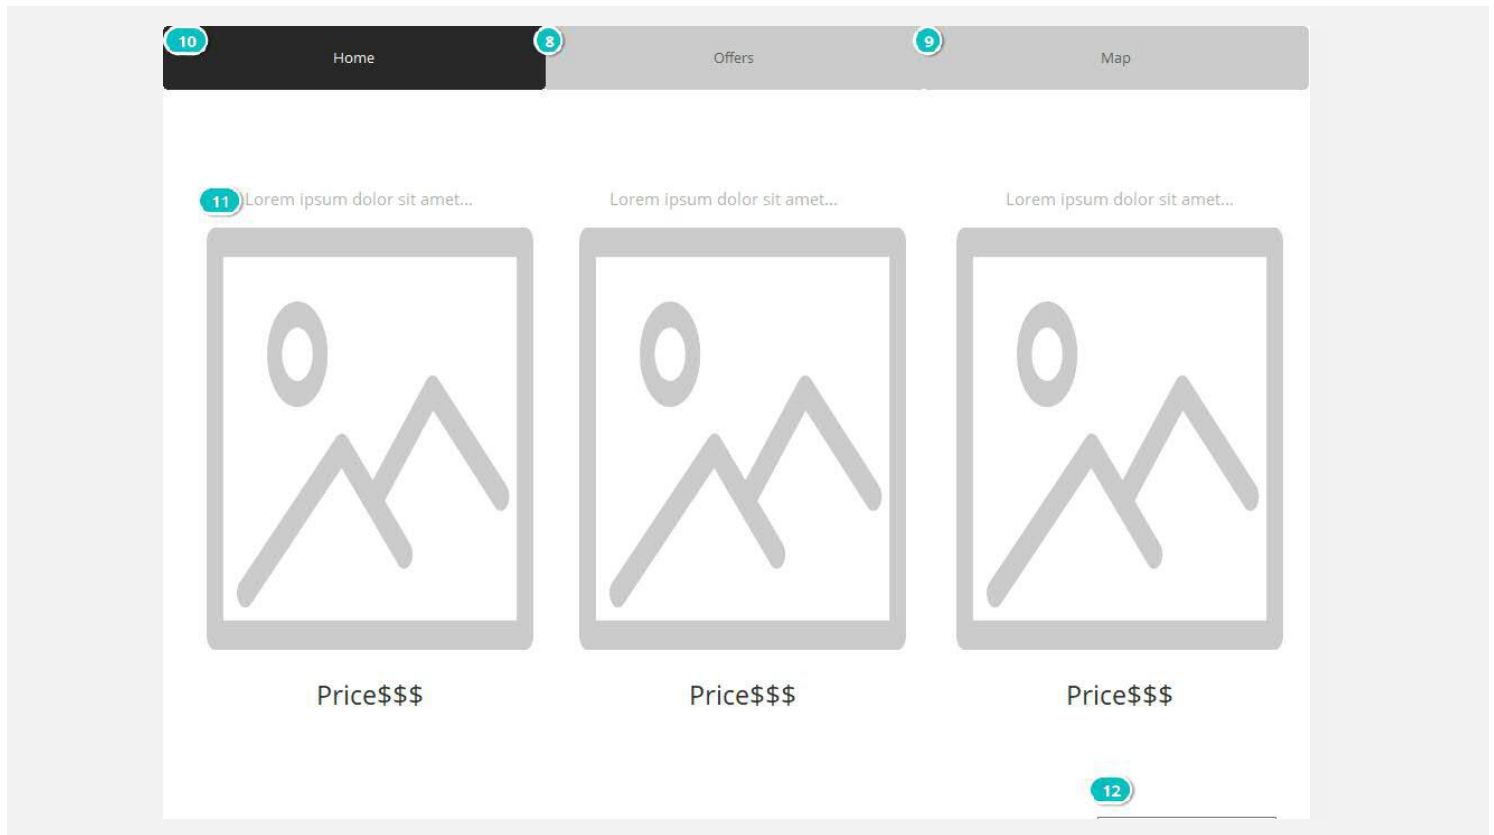 10 Home 8 Offers 9 Map
11 Lorem ipsum dolor sit amet... Lorem ipsum dolor sit amet... Lorem ipsum dolor sit amet...
Price$$$ Price$$$ Price$$$
12